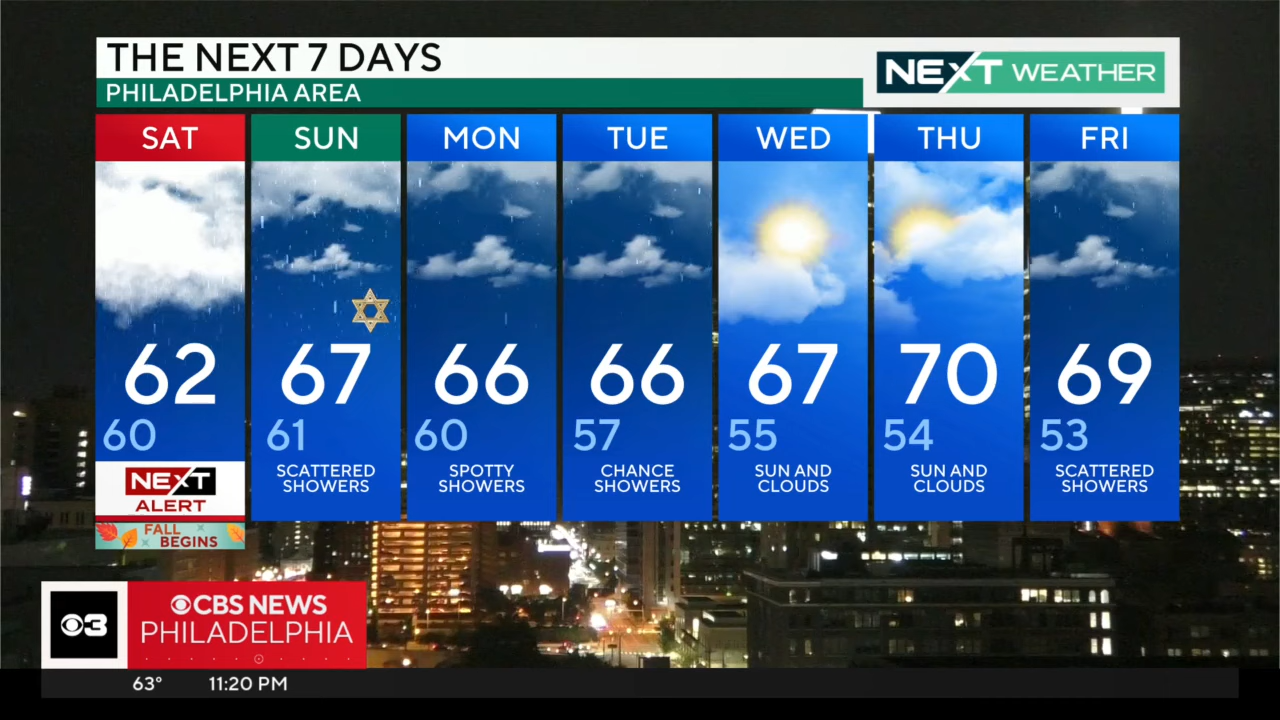 THE NEXT 7 DAYS
NEXT WEATHER
PHILADELPHIA AREA
SAT
SUN
MON
TUE
WED
THU
FRI
62
67
66
66
67
70
69
60
61
60
57
55
54
53
NEXT
ALERT
SCATTERED
SHOWERS
SPOTTY
SHOWERS
CHANCE
SHOWERS
SUN AND
CLOUDS
SUN AND
CLOUDS
SCATTERED
SHOWERS
FALL
BEGINS
3
CBS NEWS
PHILADELPHIA
63° 11:20 PM